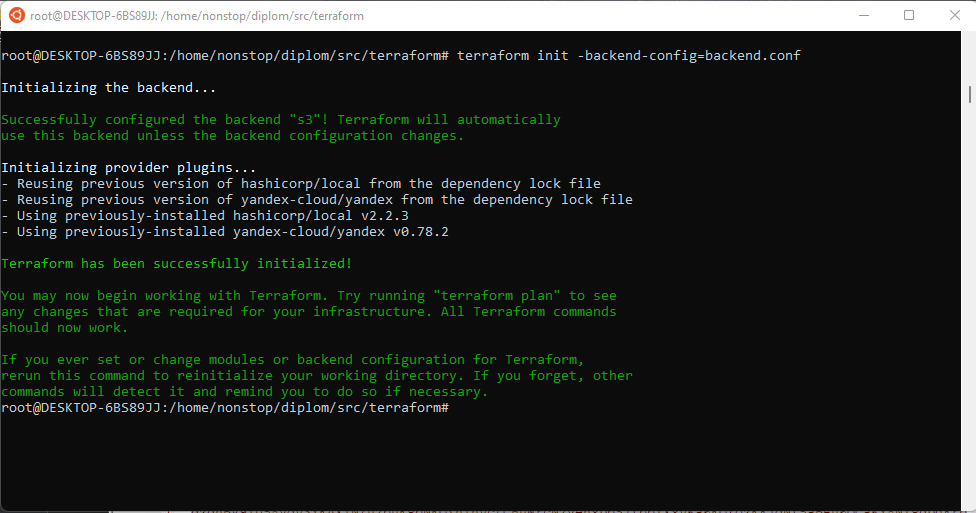 root@DESKTOP-6BS89JJ: /home/nonstop/diplom/src/terraform
root@DESKTOP-6BS89JJ:/home/nonstop/diplom/src/terraform# terraform init -backend-config=backend.conf
Initializing the backend...
Successfully configured the backend "s3"! Terraform will automatically
use this backend unless the backend configuration changes.
Initializing provider plugins...
- Reusing previous version of hashicorp/local from the dependency lock file
- Reusing previous version of yandex-cloud/yandex from the dependency lock file
- Using previously-installed hashicorp/local v2.2.3
- Using previously-installed yandex-cloud/yandex v0.78.2
Terraform has been successfully initialized!
You may now begin working with Terraform. Try running "terraform plan" to see
any changes that are required for your infrastructure. All Terraform commands
should now work.
If you ever set or change modules or backend configuration for Terraform,
rerun this command to reinitialize your working directory. If you forget, other
commands will detect it and remind you to do so if necessary.
root@DESKTOP-6BS89JJ:/home/nonstop/diplom/src/terraform#